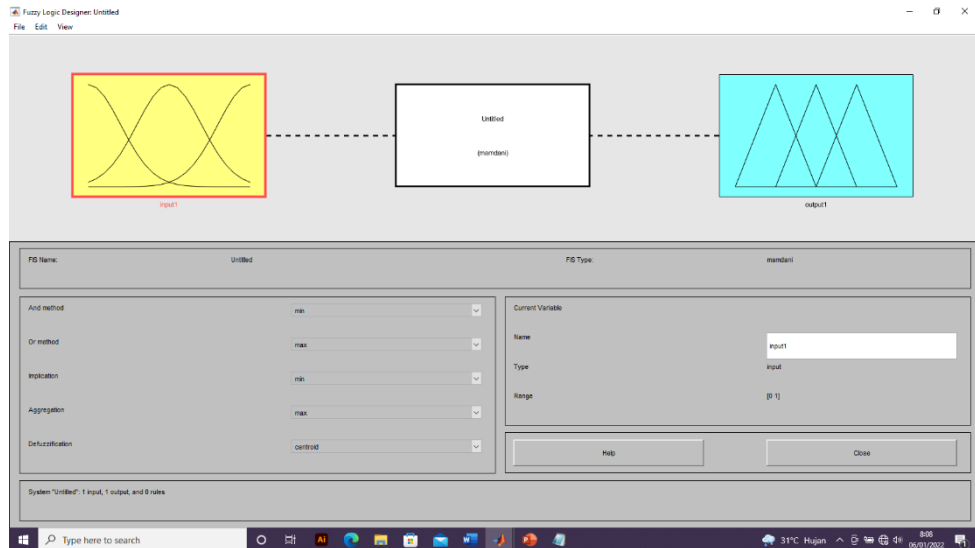 Fuzzy Logic Designer: Untitled
File Edit View
Untitled
(mamdani)
input1
output1
FIS Name: Untitled FIS Type: mamdani
And method min
Or method max
Implication min
Aggregation max
Defuzzification centroid
Current Variable
Name input1
Type input
Range [0 1]
Help Close
System "Untitled": 1 input, 1 output, and 0 rules
Type here to search
Ai
31°C Hujan
8:08
06/01/2022